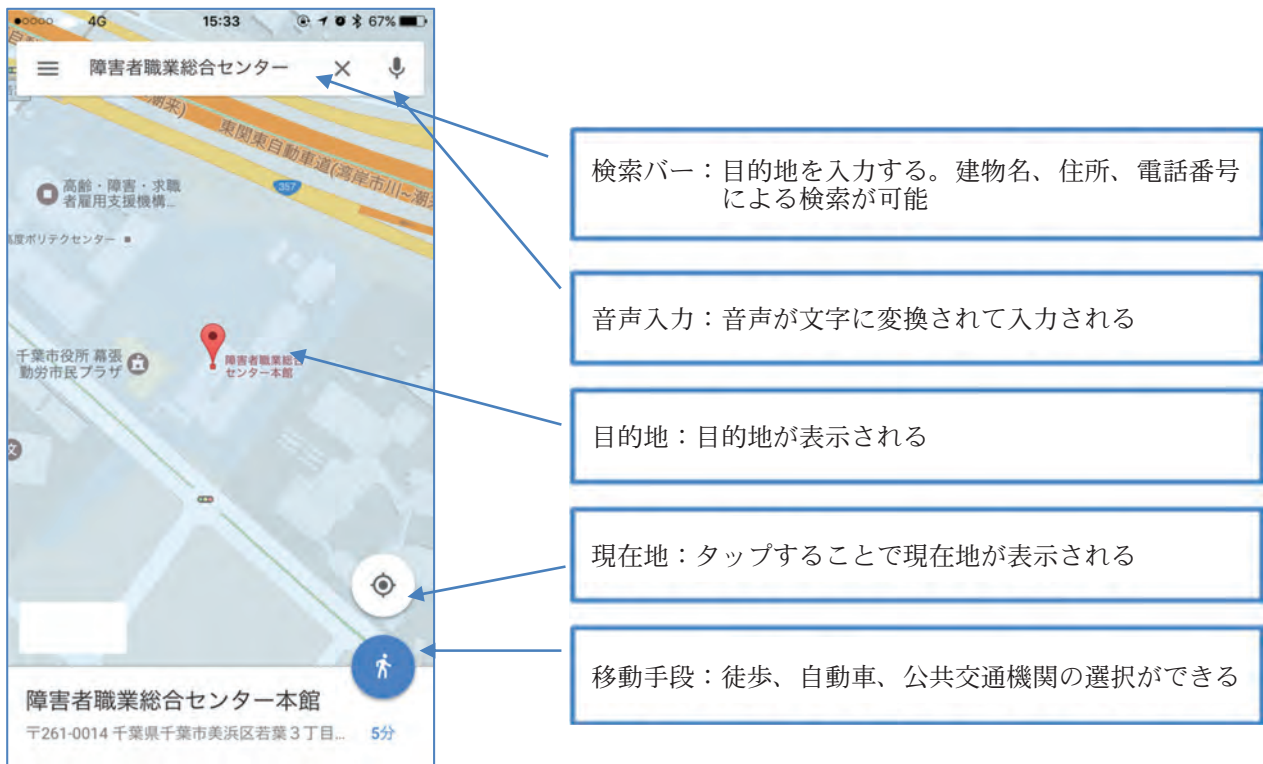 4G 15:33 67%
障害者職業総合センター
東関東自動車道(湾岸市川~潮来
357
高齢・障害・求職
者雇用支援機構...
度ポリテクセンター
千葉市役所 幕張
勤労市民プラザ
障害者職業総合
センター本館
文
障害者職業総合センター本館
〒261-0014 千葉県千葉市美浜区若葉3丁目...
5分
検索バー：目的地を入力する。建物名、住所、電話番号
による検索が可能
音声入力：音声が文字に変換されて入力される
目的地：目的地が表示される
現在地：タップすることで現在地が表示される
移動手段：徒歩、自動車、公共交通機関の選択ができる